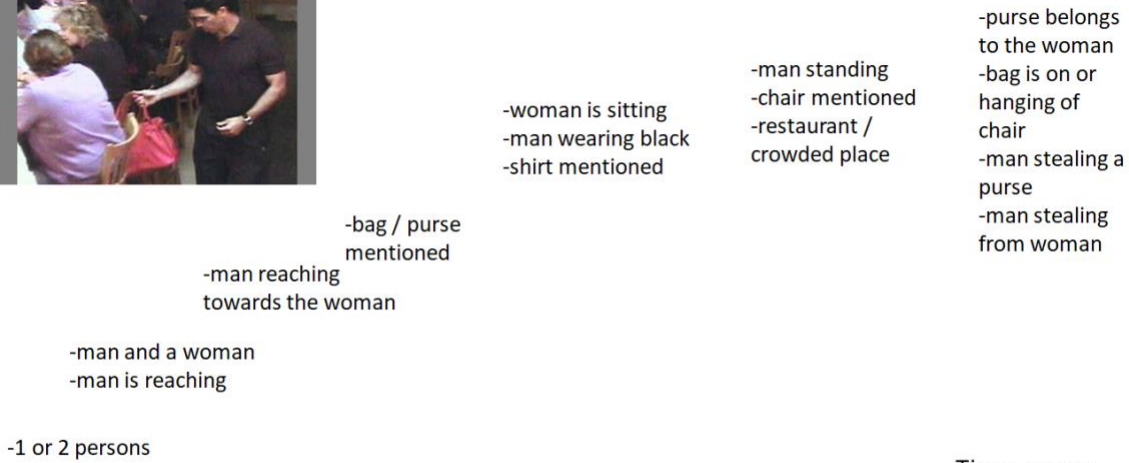 -purse belongs
to the woman
-bag is on or
hanging of
chair
-man stealing a
purse
-man stealing
from woman
-man standing
-chair mentioned
-restaurant /
crowded place
-woman is sitting
-man wearing black
-shirt mentioned
-bag / purse
mentioned
-man reaching
towards the woman
-man and a woman
-man is reaching
-1 or 2 persons